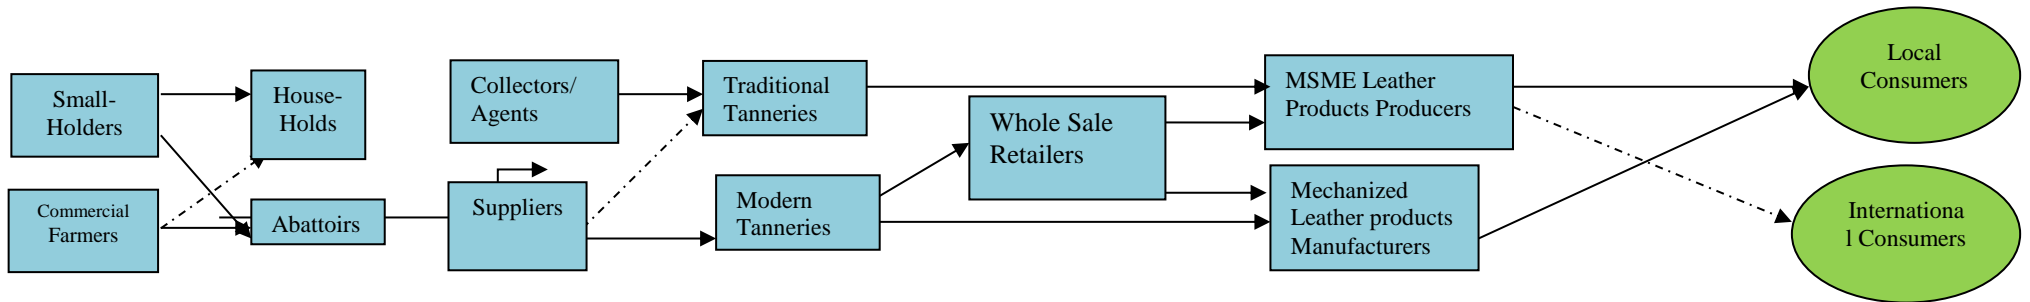 Small-
Holders
House-
Holds
Collectors/
Agents
Traditional
Tanneries
MSME Leather
Products Producers
Local
Consumers
Whole Sale
Retailers
Commercial
Farmers
Abattoirs
Suppliers
Modern
Tanneries
Mechanized
Leather products
Manufacturers
Internationa
l Consumers